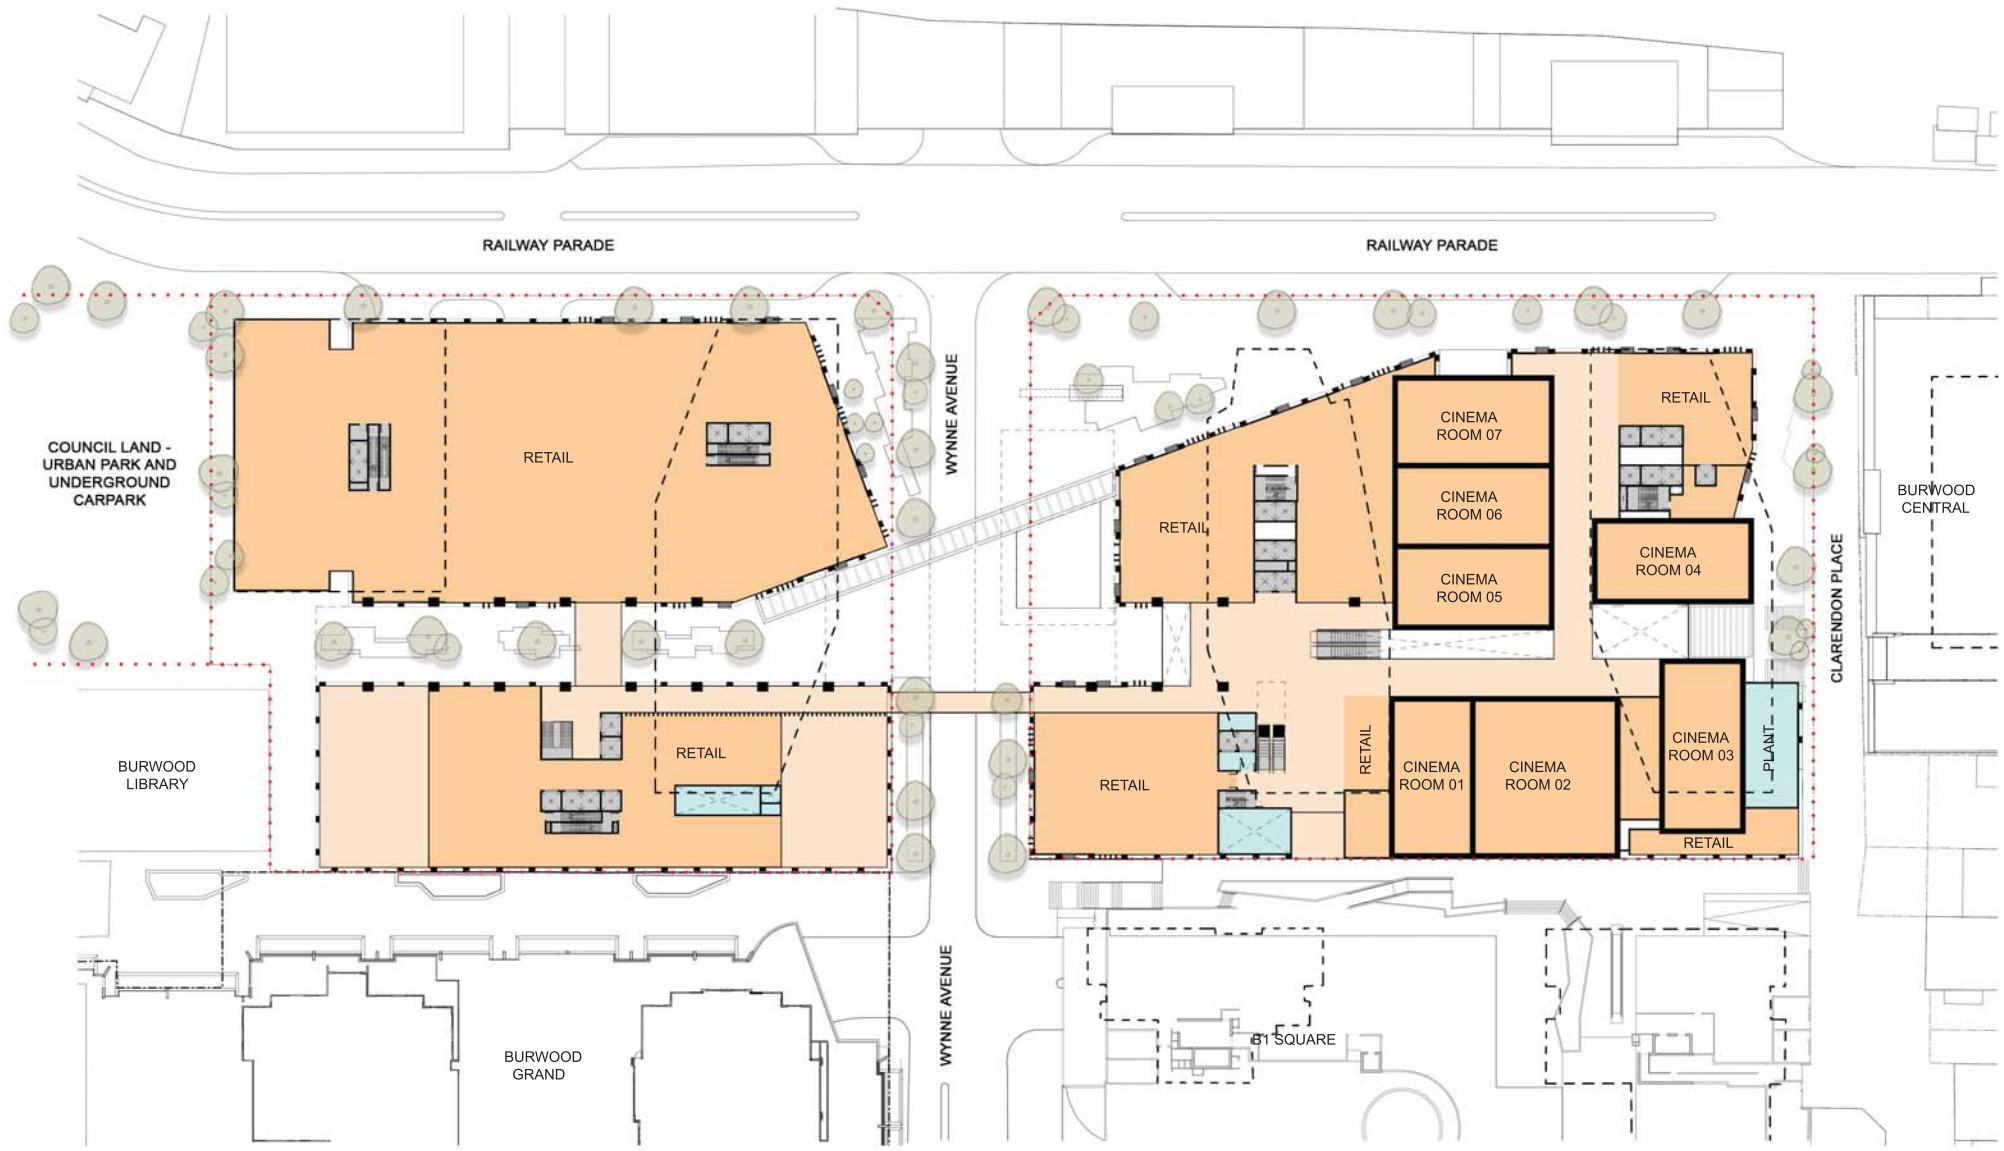 RAILWAY PARADE
RAILWAY PARADE
WYNNE AVENUE
COUNCIL LAND -
URBAN PARK AND
UNDERGROUND
CARPARK
RETAIL
RETAIL
CINEMA
ROOM 07
CINEMA
ROOM 06
CINEMA
ROOM 05
RETAIL
CINEMA
ROOM 04
BURWOOD
CENTRAL
CLARENDON PLACE
BURWOOD
LIBRARY
RETAIL
RETAIL
RETAIL
CINEMA
ROOM 01
CINEMA
ROOM 02
CINEMA
ROOM 03
PLANT
RETAIL
WYNNE AVENUE
BURWOOD
GRAND
B1 SQUARE